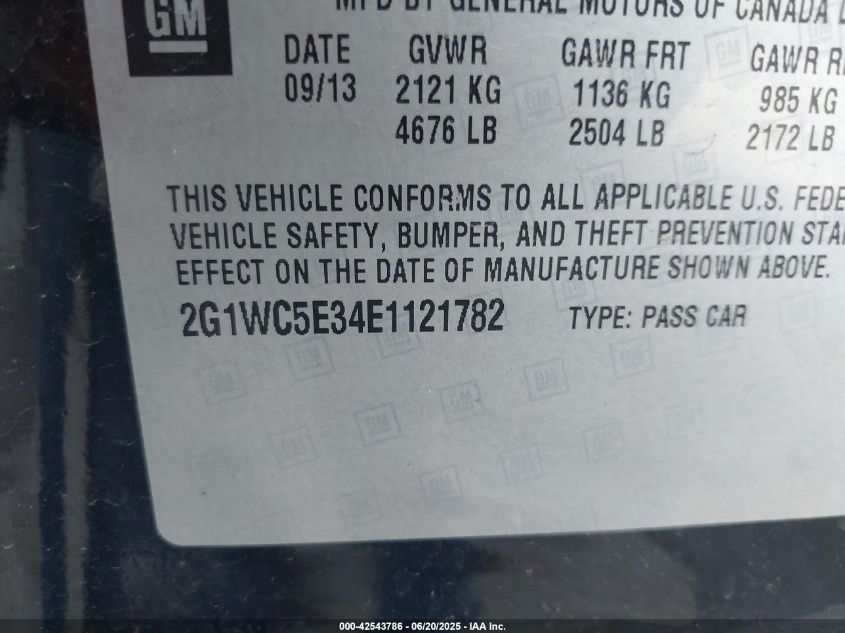 GM
MFD BY GENERAL MOTORS OF CANADA L
DATE GVWR GAWR FRT GAWR R
09/13 2121 KG 1136 KG 985 KG
4676 LB 2504 LB 2172 LB
THIS VEHICLE CONFORMS TO ALL APPLICABLE U.S. FEDE
VEHICLE SAFETY, BUMPER, AND THEFT PREVENTION STA
EFFECT ON THE DATE OF MANUFACTURE SHOWN ABOVE.
2G1WC5E34E1121782 TYPE: PASS CAR
000-42543786 - 06/20/2025 - IAA Inc.